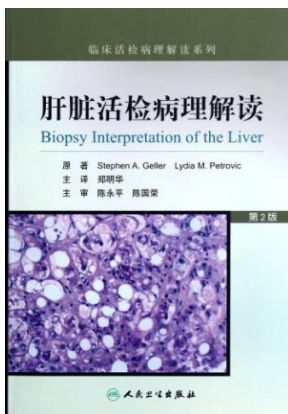 临床活检病理解读系列
肝脏活检病理解读
Biopsy Interpretation of the Liver
原 著 Stephen A. Geller Lydia M. Petrovic
主 译 郑明华
主 审 陈永平 陈国荣
第2版
人民卫生出版社